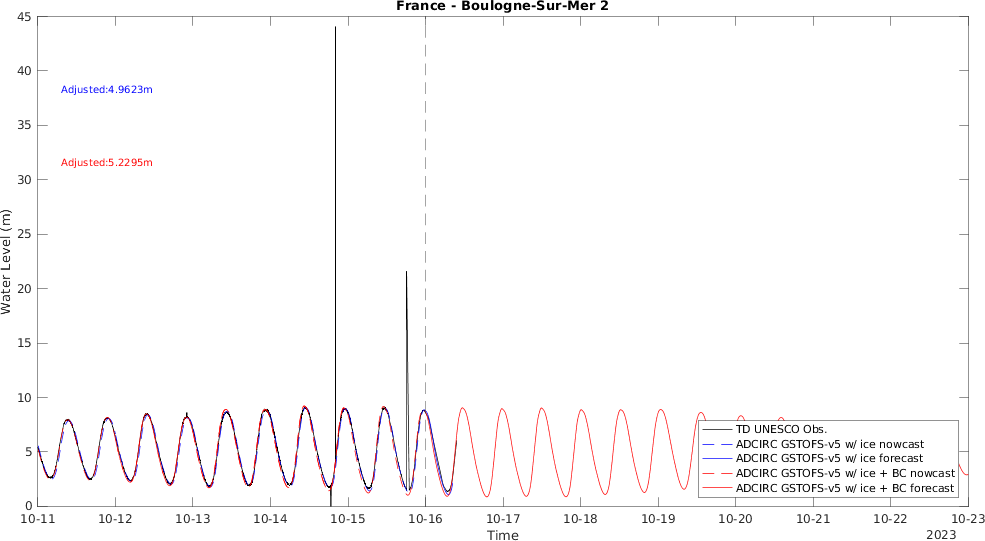 France - Boulogne-Sur-Mer 2
45
40
35
30
25
20
15
10
5
0
Water Level (m)
Adjusted:4.9623m
Adjusted:5.2295m
TD UNESCO Obs.
ADCIRC GSTOFS-v5 w/ ice nowcast
ADCIRC GSTOFS-v5 w/ ice forecast
ADCIRC GSTOFS-v5 w/ ice + BC nowcast
ADCIRC GSTOFS-v5 w/ ice + BC forecast
10-11 10-12 10-13 10-14 10-15 10-16 10-17 10-18 10-19 10-20 10-21 10-22 10-23
Time
2023